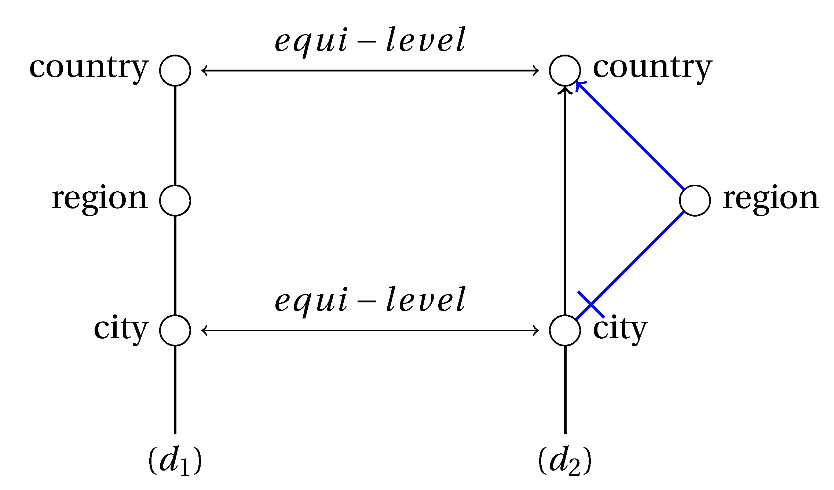 equi – level
country country
region region
equi – level
city city
(d₁) (d₂)